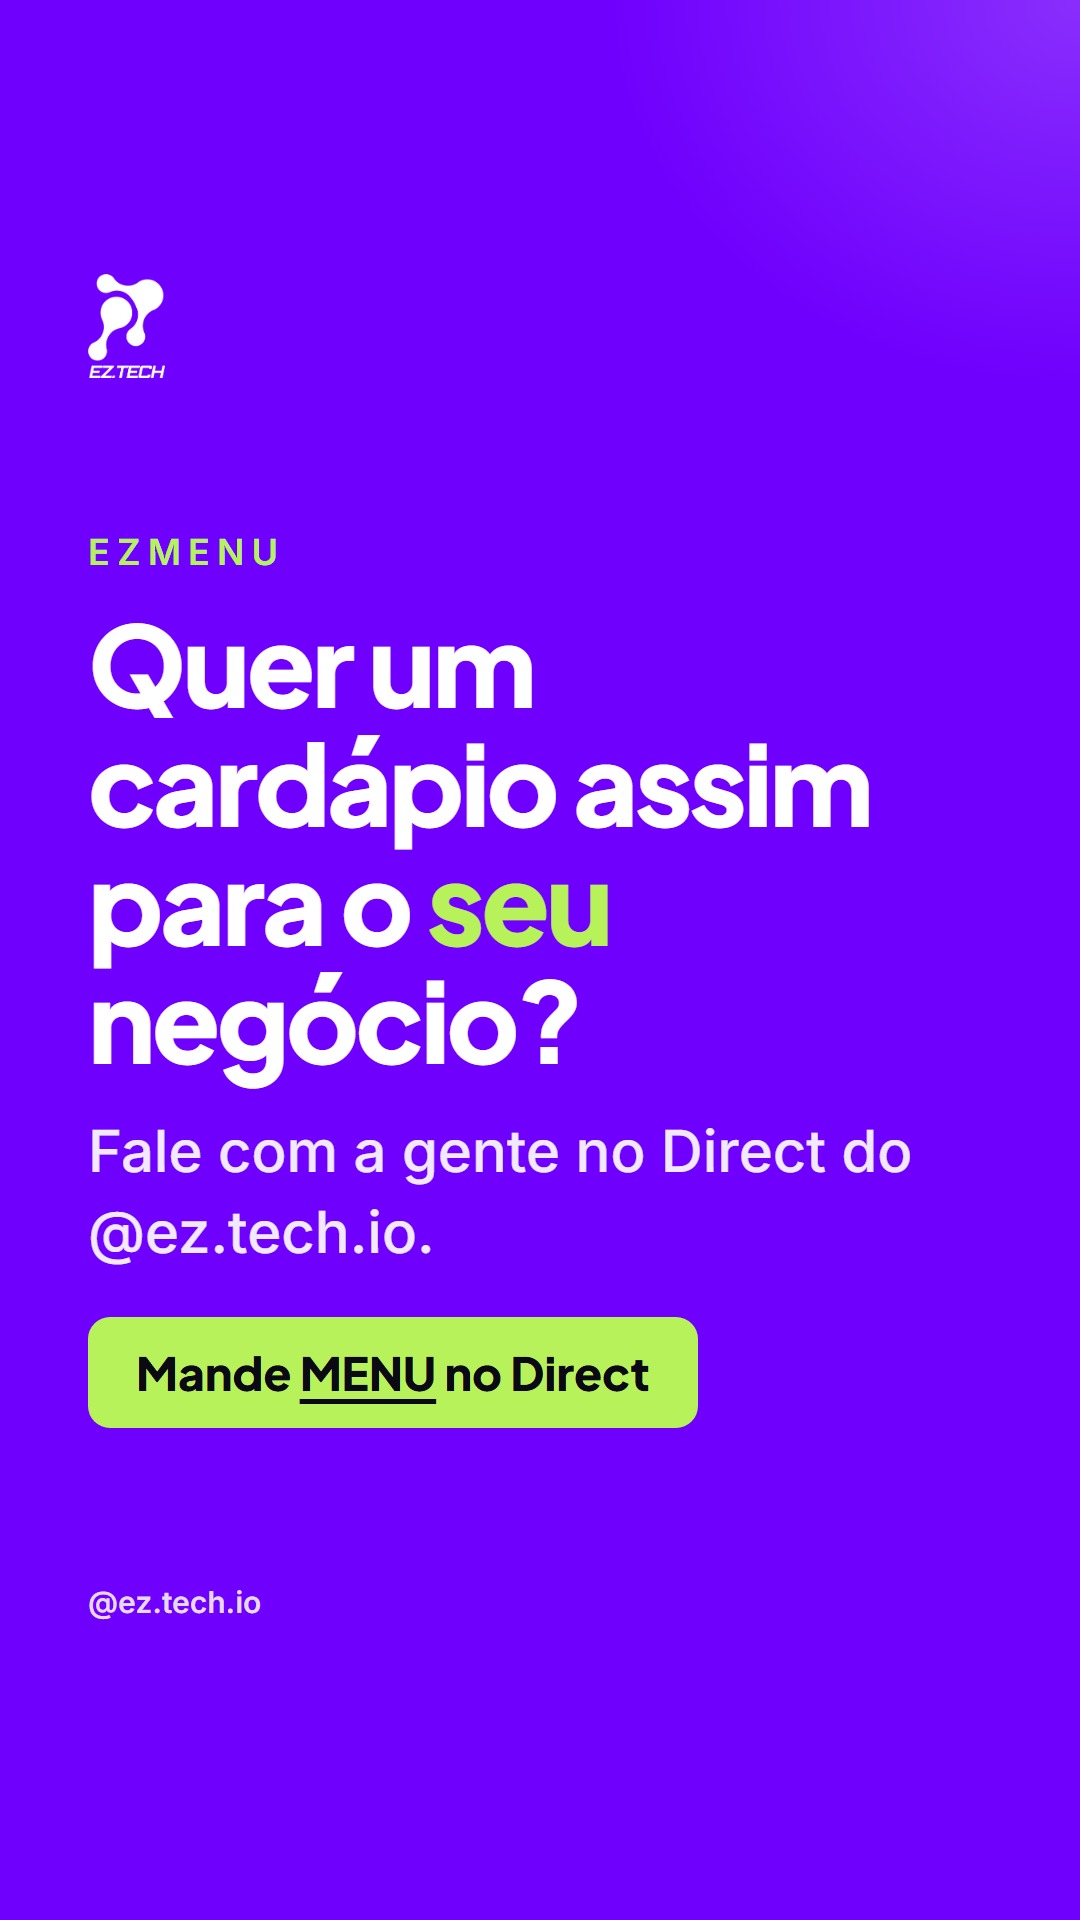 EZ.TECH
EZMENU
Quer um
cardápio assim
para o seu
negócio?
Fale com a gente no Direct do
@ez.tech.io.
Mande MENU no Direct
@ez.tech.io